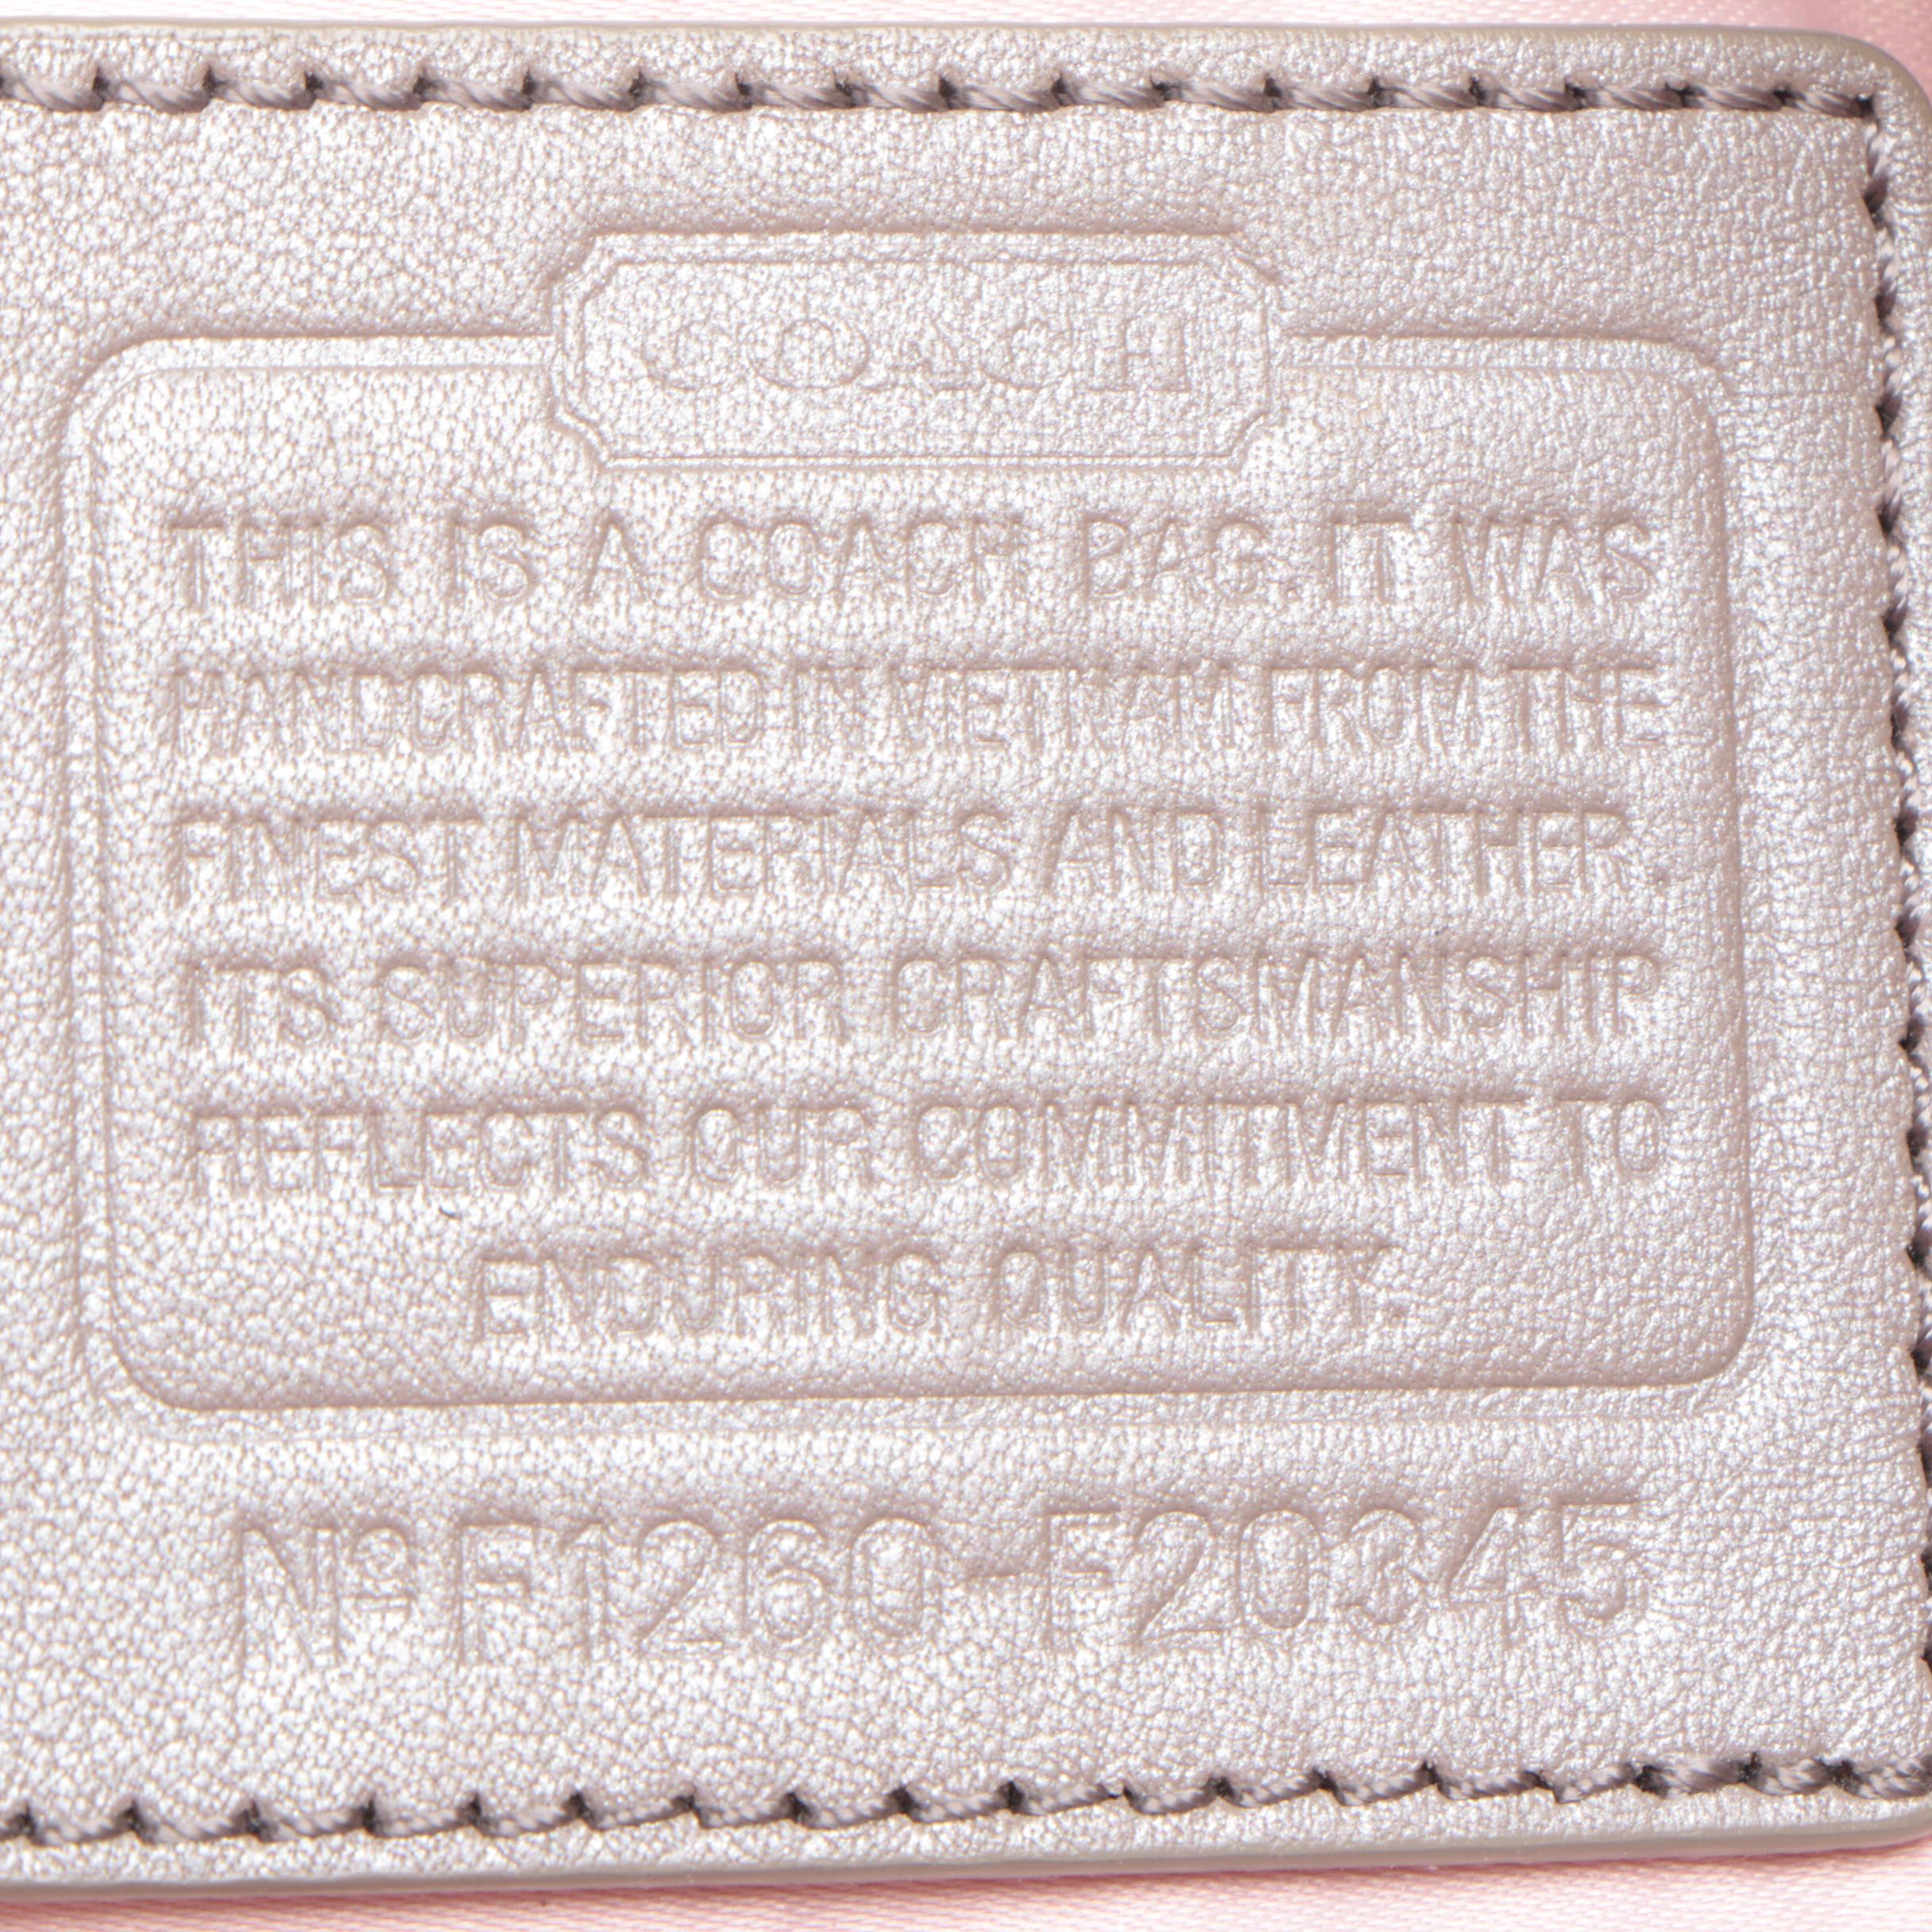 COACH
THIS IS A COACH BAG. IT WAS
HANDCRAFTED IN VIETNAM FROM THE
FINEST MATERIALS AND LEATHER.
ITS SUPERIOR CRAFTSMANSHIP
REFLECTS OUR COMMITMENT TO
ENDURING QUALITY.
Nº F1260-F20345